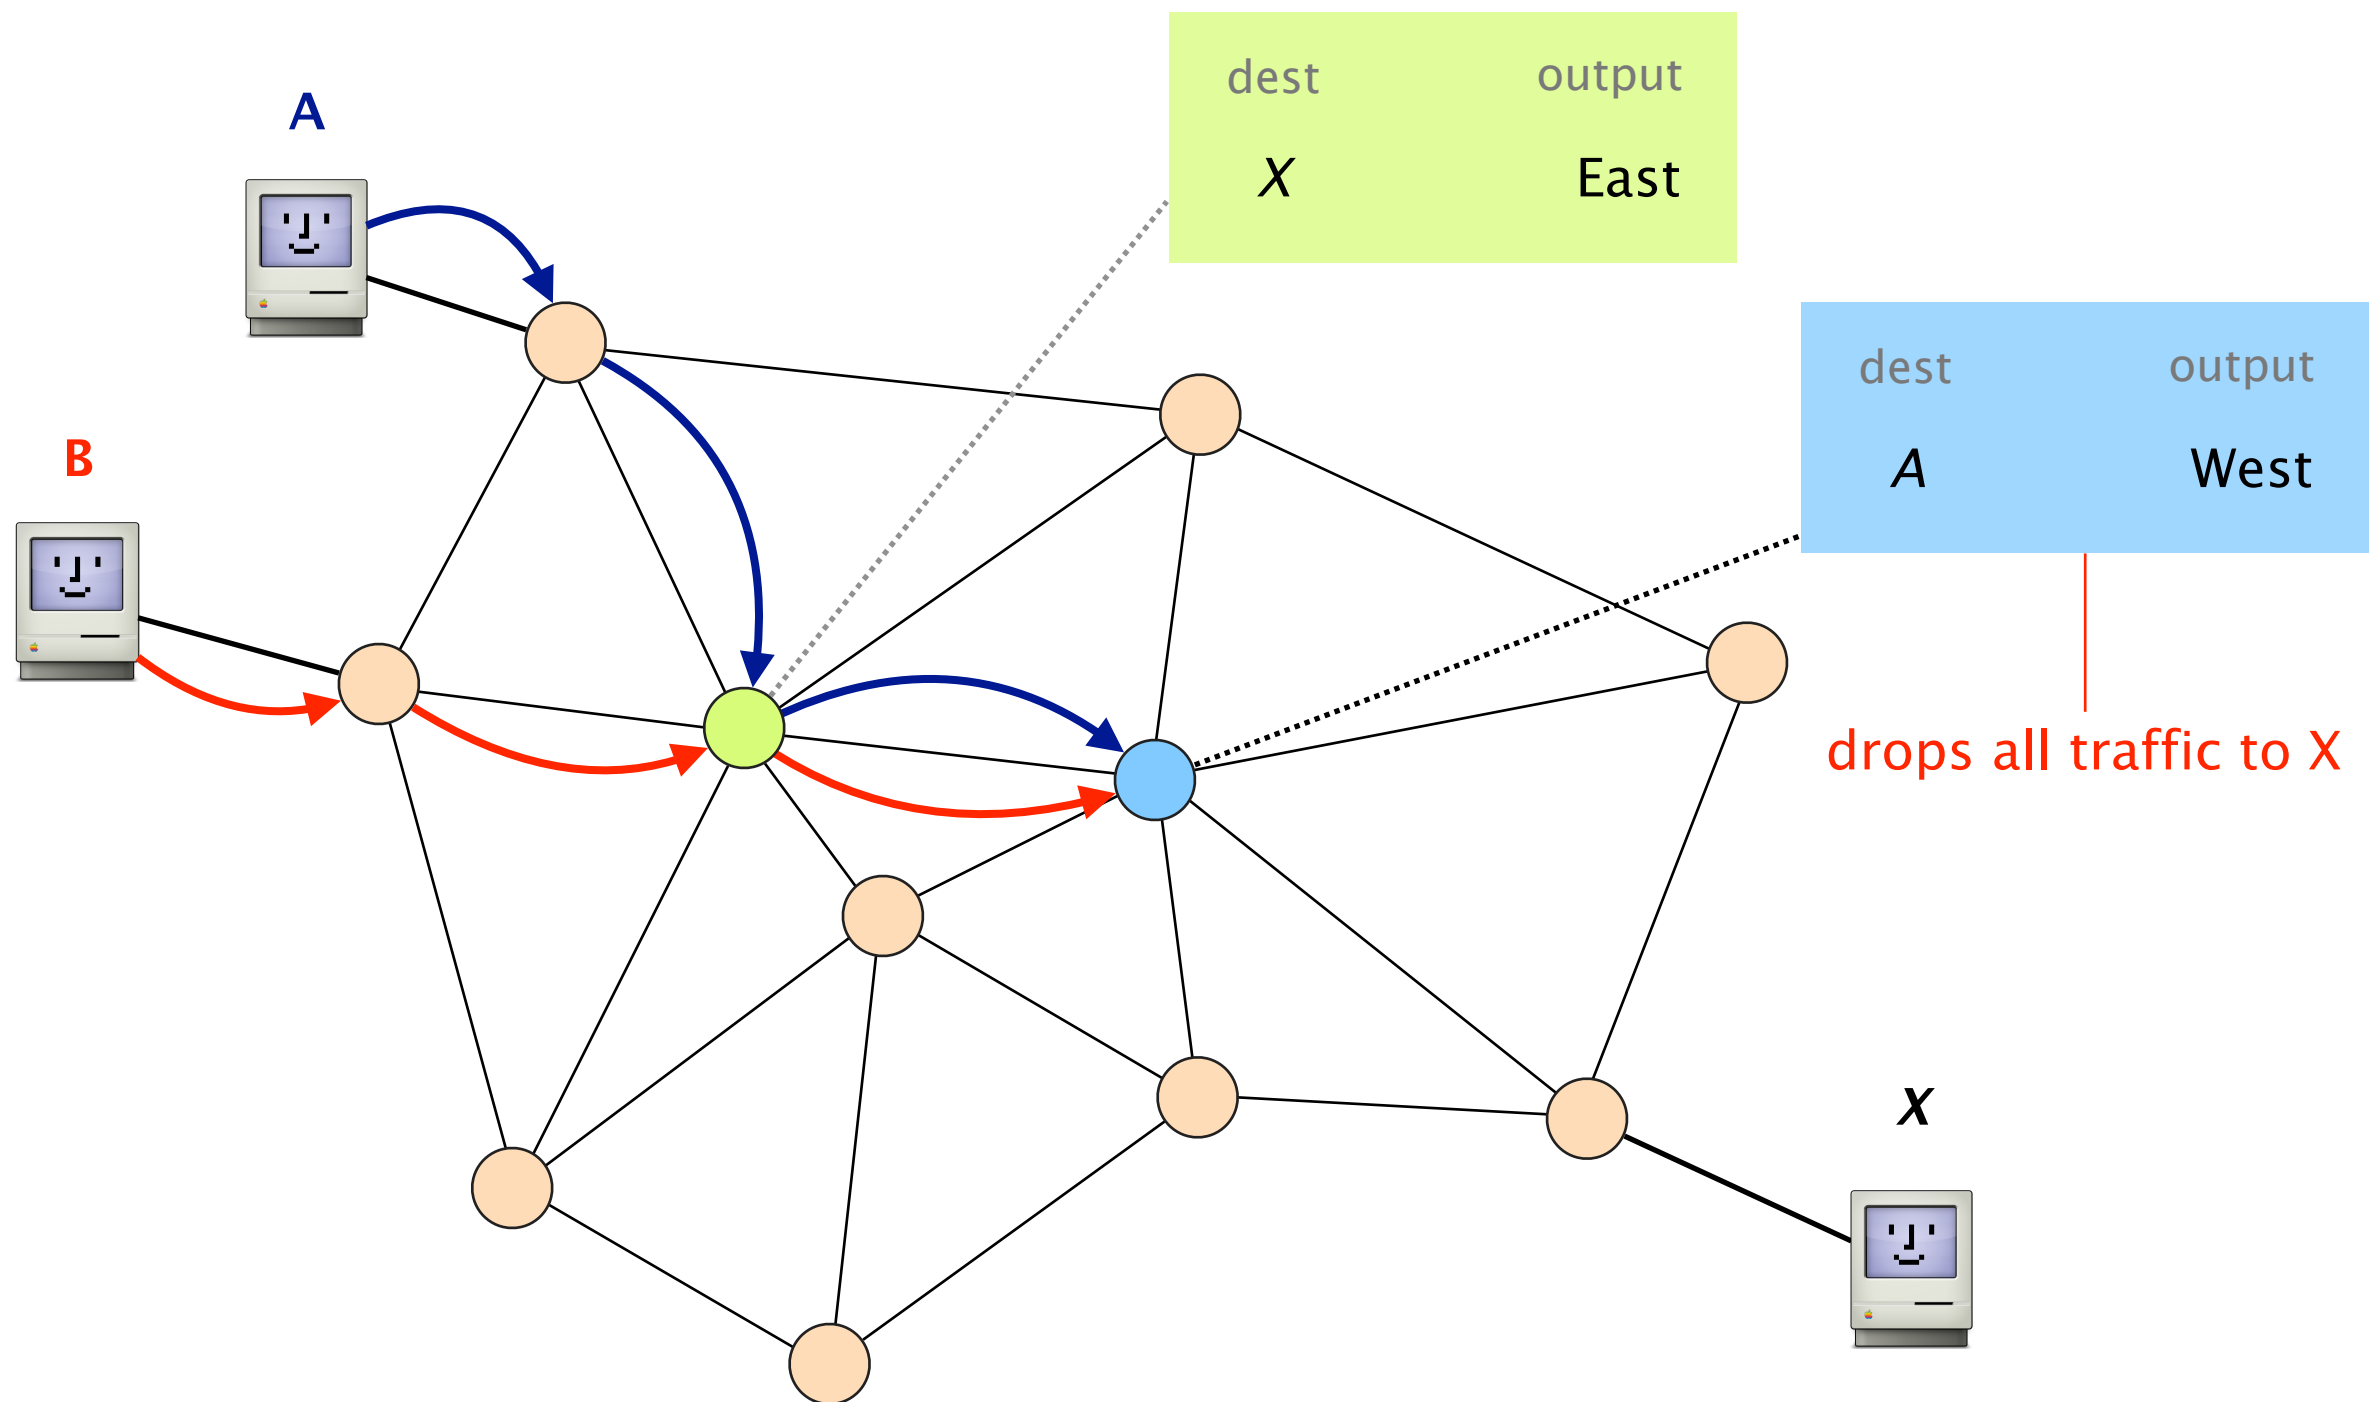 A
dest output
X East
B
dest output
A West
drops all traffic to X
X